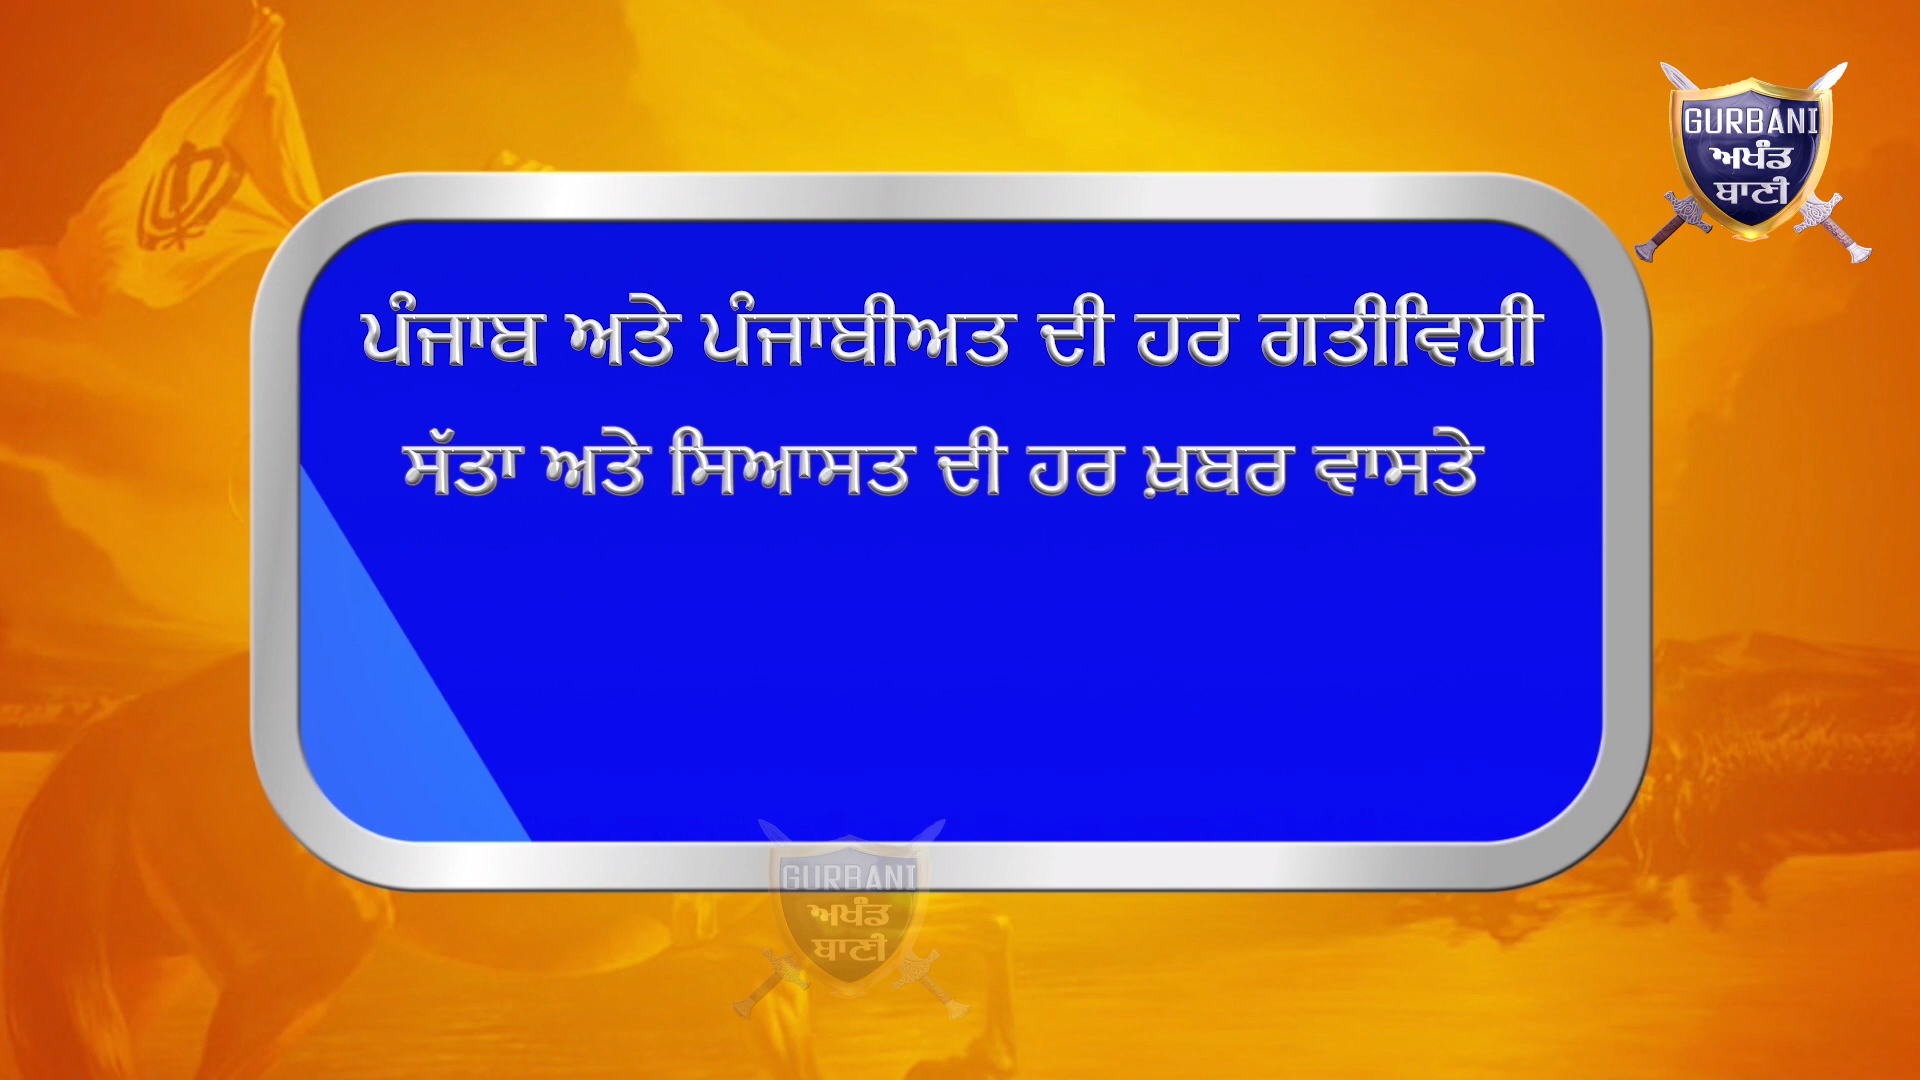 GURBANI
ਅਖੰਡ
ਬਾਣੀ
ਪੰਜਾਬ ਅਤੇ ਪੰਜਾਬੀਅਤ ਦੀ ਹਰ ਗਤੀਵਿਧੀ
ਸੱਤਾ ਅਤੇ ਸਿਆਸਤ ਦੀ ਹਰ ਖ਼ਬਰ ਵਾਸਤੇ
GURBANI
ਅਖੰਡ
ਬਾਣੀ